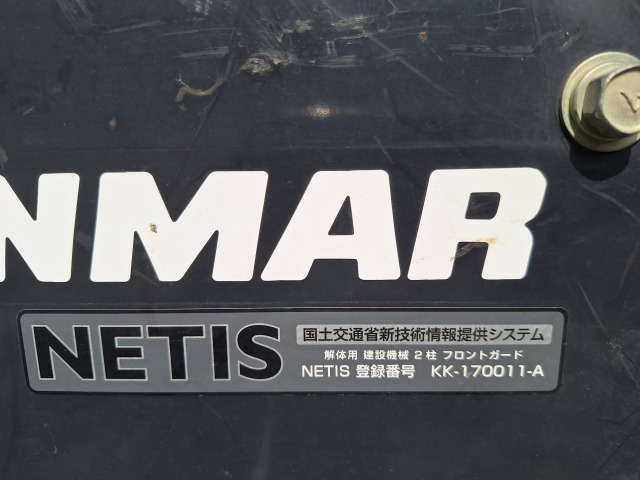 NMAR
NETIS
国土交通省新技術情報提供システム
解体用 建設機械 2柱 フロントガード
NETIS 登録番号 KK-170011-A